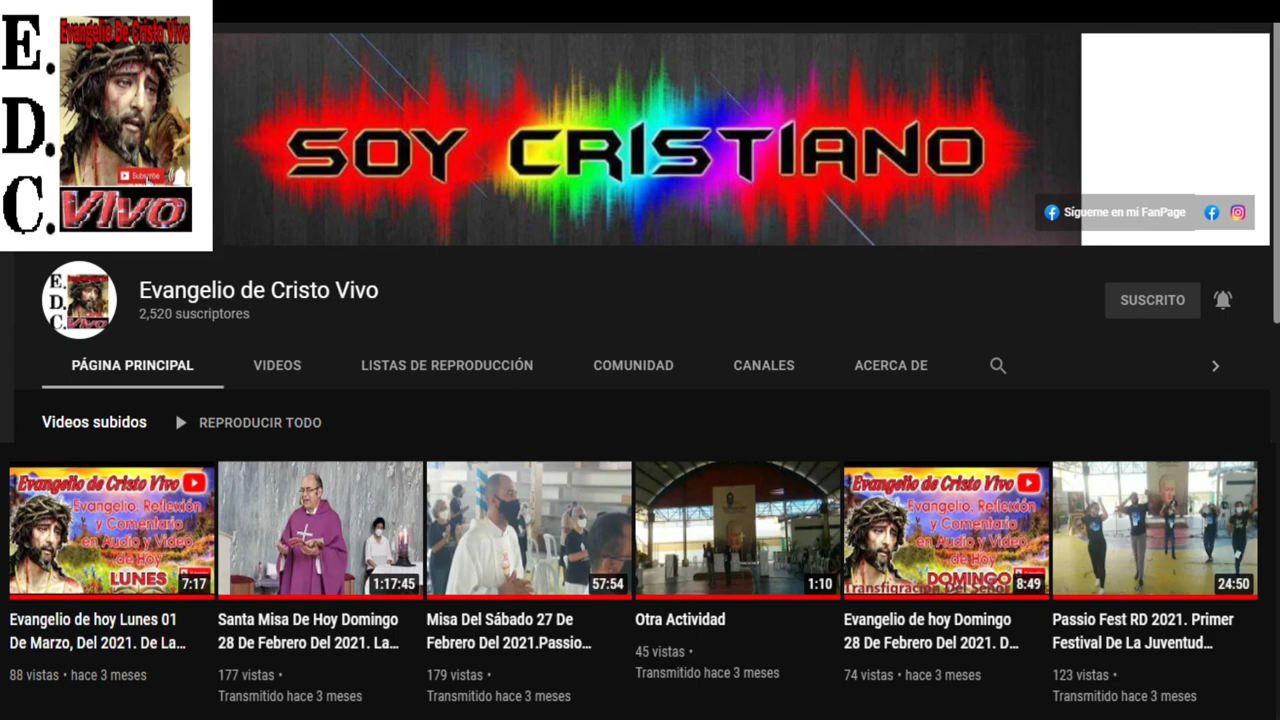 E.
D.
C.
Evangelio De Cristo Vivo
Subscribe
Vivo
SOY CRISTIANO
Sígueme en mi FanPage
E.
D.
C.
Vivo
Evangelio de Cristo Vivo
2,520 suscriptores
SUSCRITO
PÁGINA PRINCIPAL
VIDEOS
LISTAS DE REPRODUCCIÓN
COMUNIDAD
CANALES
ACERCA DE
Videos subidos
REPRODUCIR TODO
Evangelio de Cristo Vivo
Evangelio, Reflexión
y Comentario
en Audio y Video
de Hoy
LUNES
7:17
Evangelio de hoy Lunes 01
De Marzo, Del 2021. De La...
88 vistas • hace 3 meses
1:17:45
Santa Misa De Hoy Domingo
28 De Febrero Del 2021. La...
177 vistas •
Transmitido hace 3 meses
57:54
Misa Del Sábado 27 De
Febrero Del 2021.Passio...
179 vistas •
Transmitido hace 3 meses
1:10
Otra Actividad
45 vistas •
Transmitido hace 3 meses
Evangelio de Cristo Vivo
Evangelio, Reflexión
y Comentario
en Audio y Video
de Hoy
DOMINGO
Transfigración Del Señor
8:49
Evangelio de hoy Domingo
28 De Febrero Del 2021. D...
74 vistas • hace 3 meses
24:50
Passio Fest RD 2021. Primer
Festival De La Juventud...
123 vistas •
Transmitido hace 3 meses